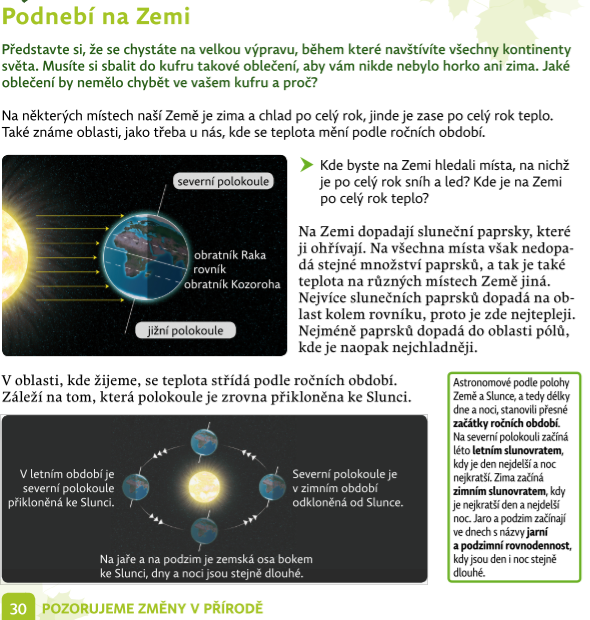 Podnebí na Zemi
Představte si, že se chystáte na velkou výpravu, během které navštívíte všechny kontinenty
světa. Musíte si sbalit do kufru takové oblečení, aby vám nikde nebylo horko ani zima. Jaké
oblečení by nemělo chybět ve vašem kufru a proč?
Na některých místech naší Země je zima a chlad po celý rok, jinde je zase po celý rok teplo.
Také známe oblasti, jako třeba u nás, kde se teplota mění podle ročních období.
severní polokoule
obratník Raka
rovník
obratník Kozoroha
jižní polokoule
Kde byste na Zemi hledali místa, na nichž
je po celý rok sníh a led? Kde je na Zemi
po celý rok teplo?
Na Zemi dopadají sluneční paprsky, které
ji ohřívají. Na všechna místa však nedopa-
dá stejné množství paprsků, a tak je také
teplota na různých místech Země jiná.
Nejvíce slunečních paprsků dopadá na ob-
last kolem rovníku, proto je zde nejtepleji.
Nejméně paprsků dopadá do oblasti pólů,
kde je naopak nejchladněji.
V oblasti, kde žijeme, se teplota střídá podle ročních období.
Záleží na tom, která polokoule je zrovna přikloněna ke Slunci.
V letním období je
severní polokoule
přikloněná ke Slunci.
Severní polokoule je
v zimním období
odkloněná od Slunce.
Na jaře a na podzim je zemská osa bokem
ke Slunci, dny a noci jsou stejně dlouhé.
Astronomové podle polohy
Země a Slunce, a tedy délky
dne a noci, stanovili přesné
začátky ročních období.
Na severní polokouli začíná
léto letním slunovratem,
kdy je den nejdelší a noc
nejkratší. Zima začíná
zimním slunovratem, kdy
je nejkratší den a nejdelší
noc. Jaro a podzim začínají
ve dnech s názvy jarní
a podzimní rovnodennost,
kdy jsou den i noc stejně
dlouhé.
30 POZORUJEME ZMĚNY V PŘÍRODĚ